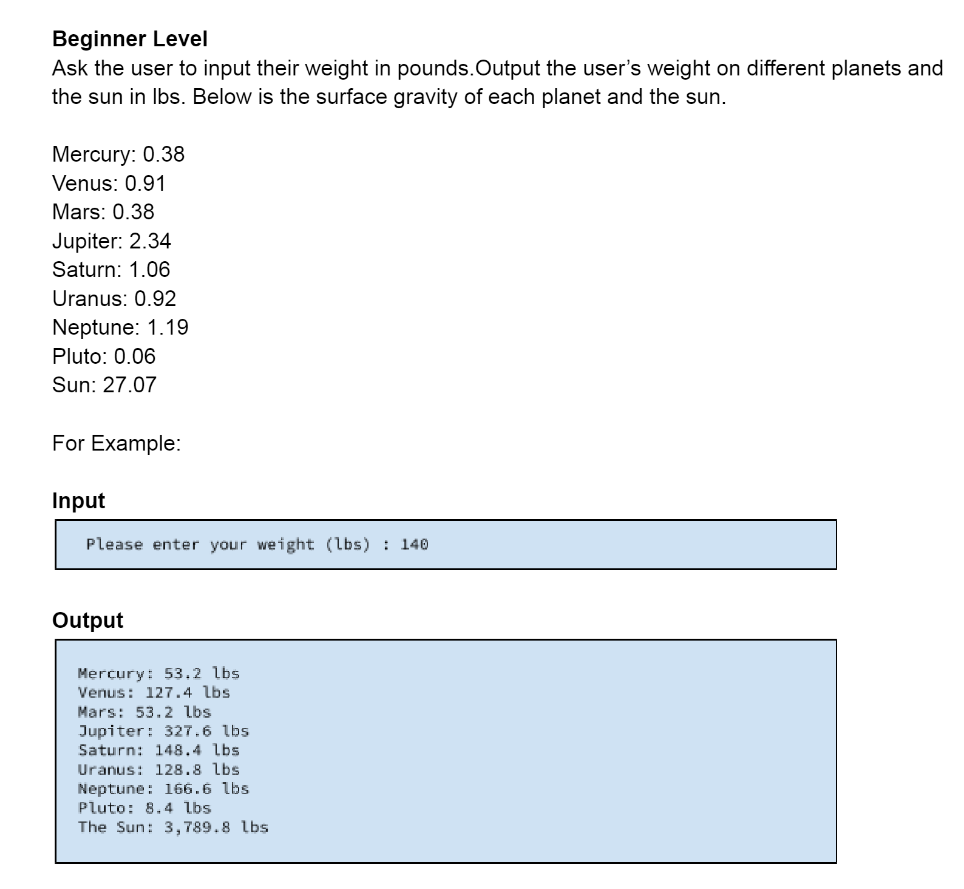 Beginner Level
Ask the user to input their weight in pounds.Output the user's weight on different planets and
the sun in lbs. Below is the surface gravity of each planet and the sun.
Mercury: 0.38
Venus: 0.91
Mars: 0.38
Jupiter: 2.34
Saturn: 1.06
Uranus: 0.92
Neptune: 1.19
Pluto: 0.06
Sun: 27.07
For Example:
Input
Please enter your weight (lbs) : 140
Output
Mercury: 53.2 lbs
Venus: 127.4 lbs
Mars: 53.2 lbs
Jupiter: 327.6 lbs
Saturn: 148.4 lbs
Uranus: 128.8 lbs
Neptune: 166.6 lbs
Pluto: 8.4 lbs
The Sun: 3,789.8 lbs